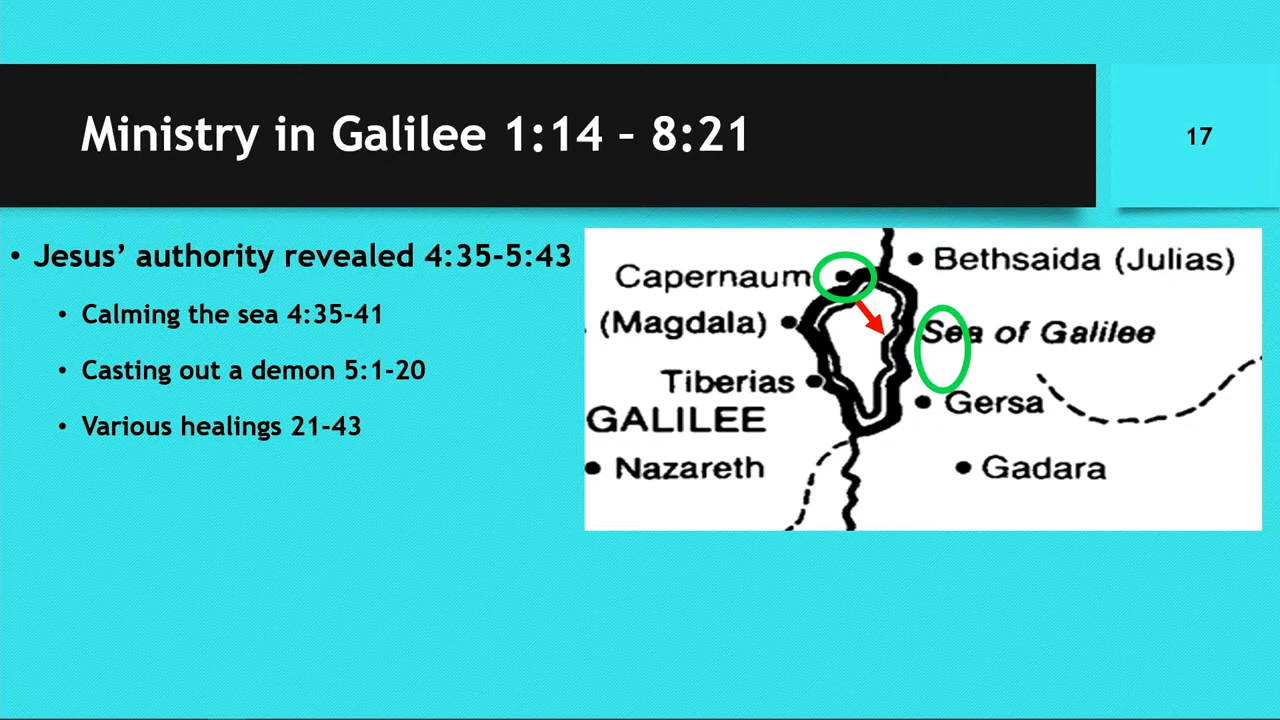 Ministry in Galilee 1:14 – 8:21
17
• Jesus’ authority revealed 4:35-5:43
• Calming the sea 4:35-41
• Casting out a demon 5:1-20
• Various healings 21-43
Capernaum
Bethsaida (Julias)
(Magdala)
Sea of Galilee
Tiberias
Gersa
GALILEE
Nazareth
Gadara